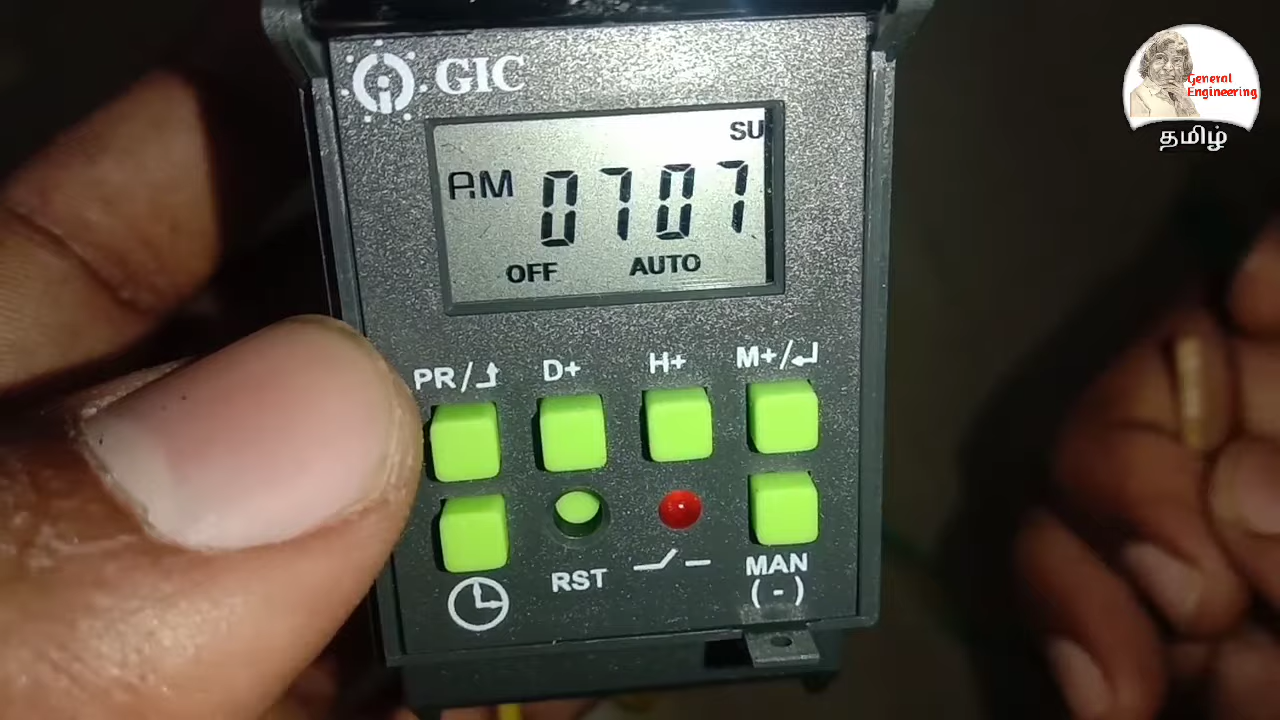 GIC
SU
AM 0707
OFF AUTO
PR/ D+ H+ M+/
RST
MAN
(-)
General
Engineering
தமிழ்